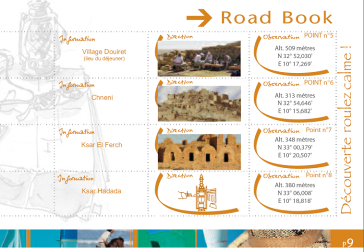 Road Book
Information
Direction
Observation POINT n°5
Village Douiret
(lieu du déjeuner)
Alt. 509 mètres
N 32° 52,030'
E 10° 17,269'
Information
Direction
Observation POINT n°6
Chneni
Alt. 313 mètres
N 32° 54,646'
E 10° 15,682'
Information
Direction
Observation Point n°7
Ksar El Ferch
Alt. 348 mètres
N 33° 00,379'
E 10° 20,507'
Information
Direction
Observation Point n°8
Ksar Hadada
Alt. 380 mètres
N 33° 06,008'
E 10° 18,818'
Découverte roulez calme !
p9